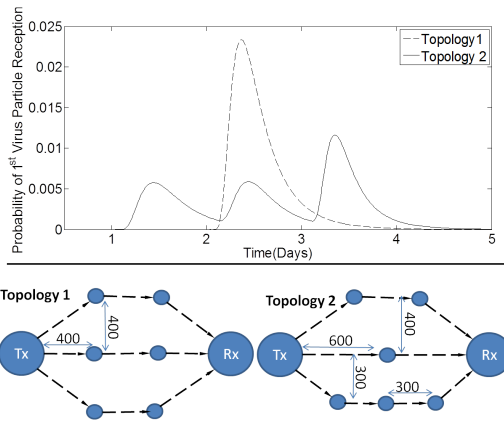 0.025
0.02
0.015
0.01
0.005
0
Probability of 1st Virus Particle Reception
Topology1
Topology 2
1
2
3
4
5
Time(Days)
Topology 1
Topology 2
400
400
Tx
Rx
600
400
300
300
Tx
Rx